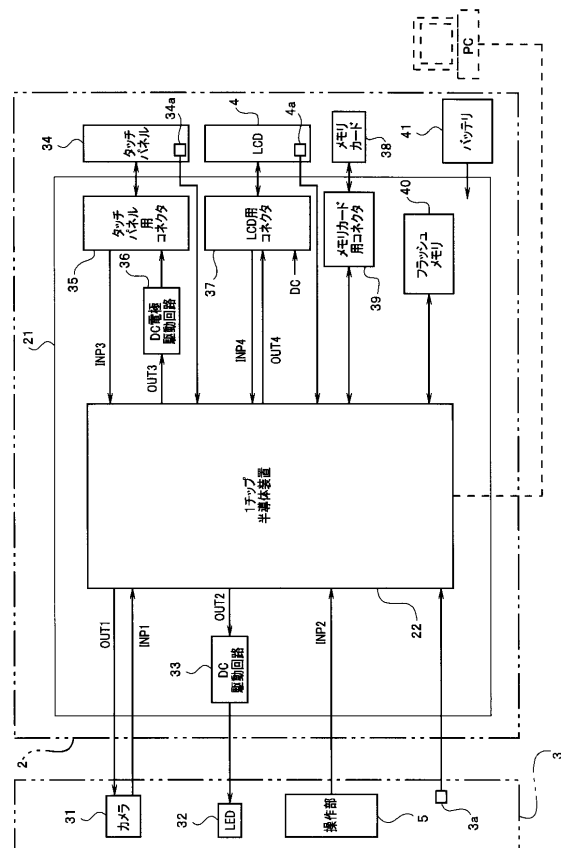 21
34
タッチ
パネル
34a
4
LCD
4a
メモリ
カード
38
41
バッテリ
PC
35
タッチ
パネル
用
コネクタ
36
DC電極
駆動回路
37
LCD用
コネクタ
DC
メモリカード
用コネクタ
39
40
フラッシュ
メモリ
INP3
OUT3
INP4
OUT4
1チップ
半導体装置
22
OUT1
INP1
OUT2
33
DC
駆動回路
INP2
2
31
カメラ
32
LED
操作部
5
3a
3